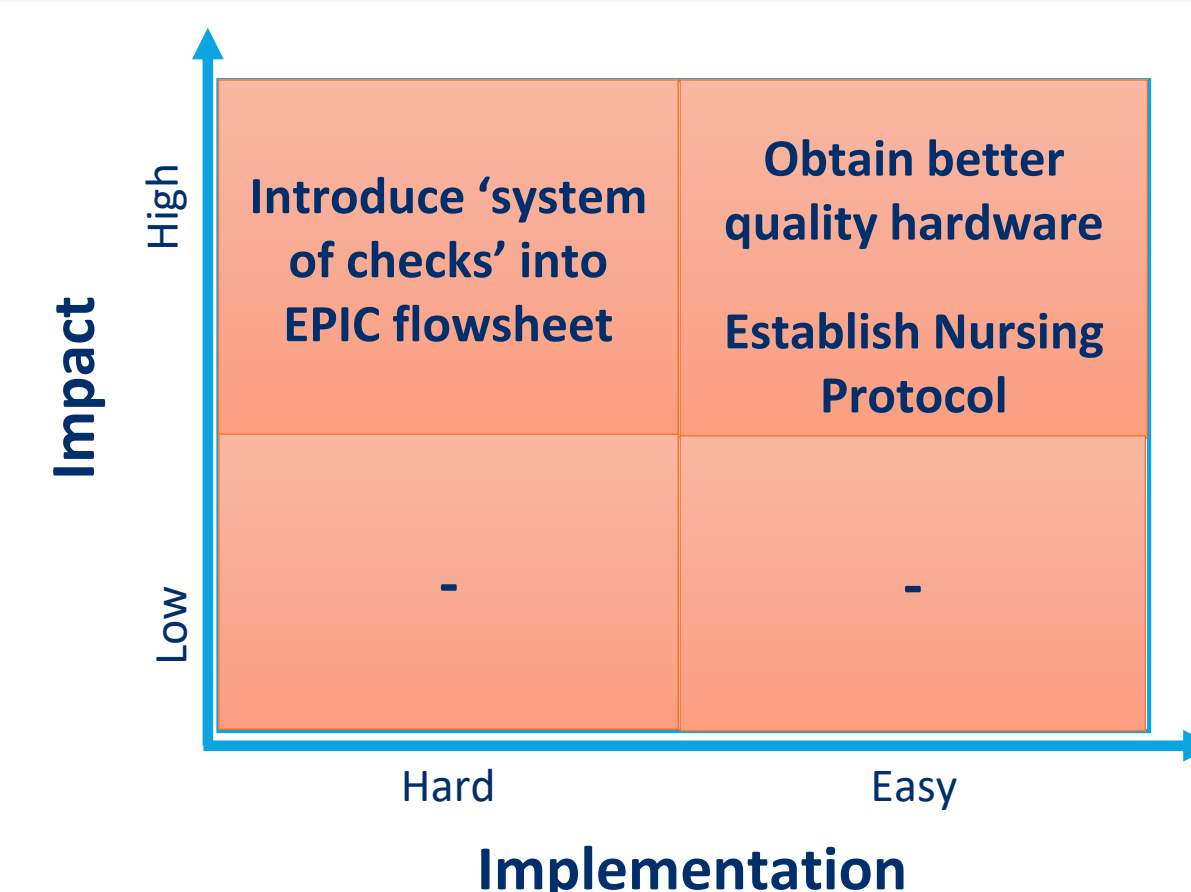 High
Impact
Low
Introduce ‘system
of checks’ into
EPIC flowsheet
Obtain better
quality hardware
Establish Nursing
Protocol
-
-
Hard
Easy
Implementation